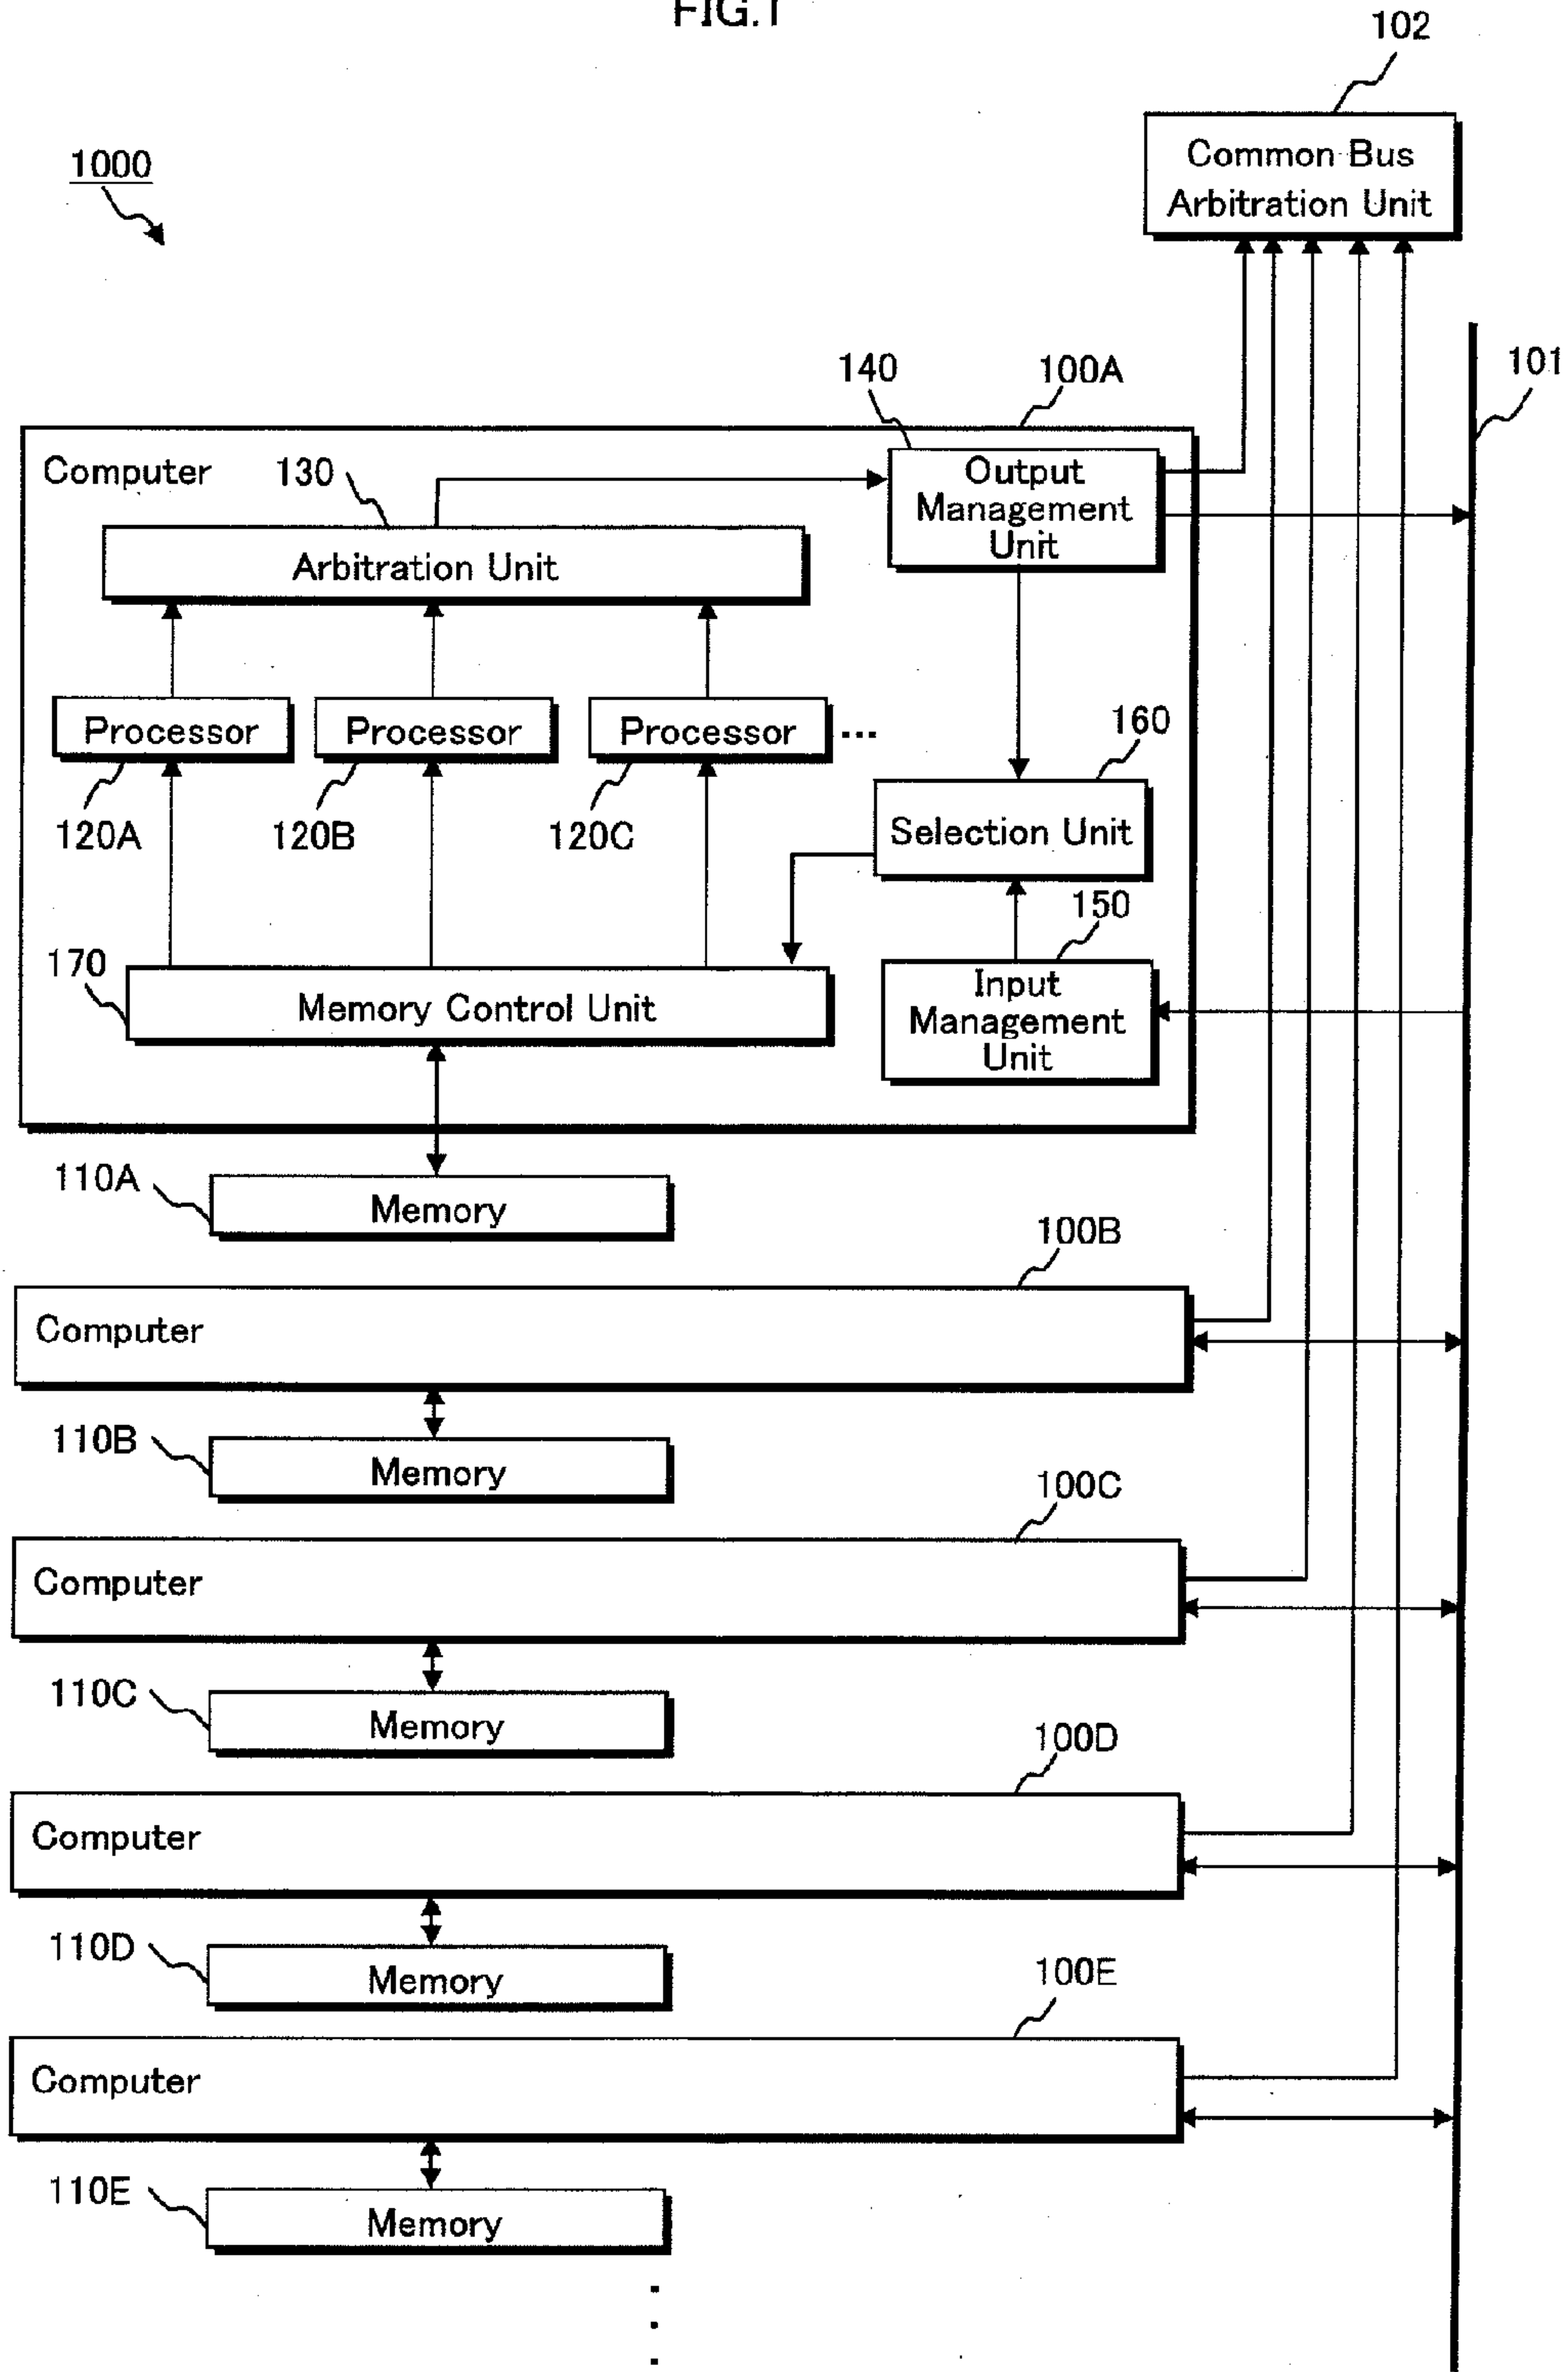 FIG.1
102
Common Bus
Arbitration Unit
1000
101
140
100A
Computer
130
Output
Management
Unit
Arbitration Unit
Processor
Processor
Processor
...
160
120A
120B
120C
Selection Unit
150
170
Memory Control Unit
Input
Management
Unit
110A
Memory
100B
Computer
110B
Memory
100C
Computer
110C
Memory
100D
Computer
110D
Memory
100E
Computer
110E
Memory